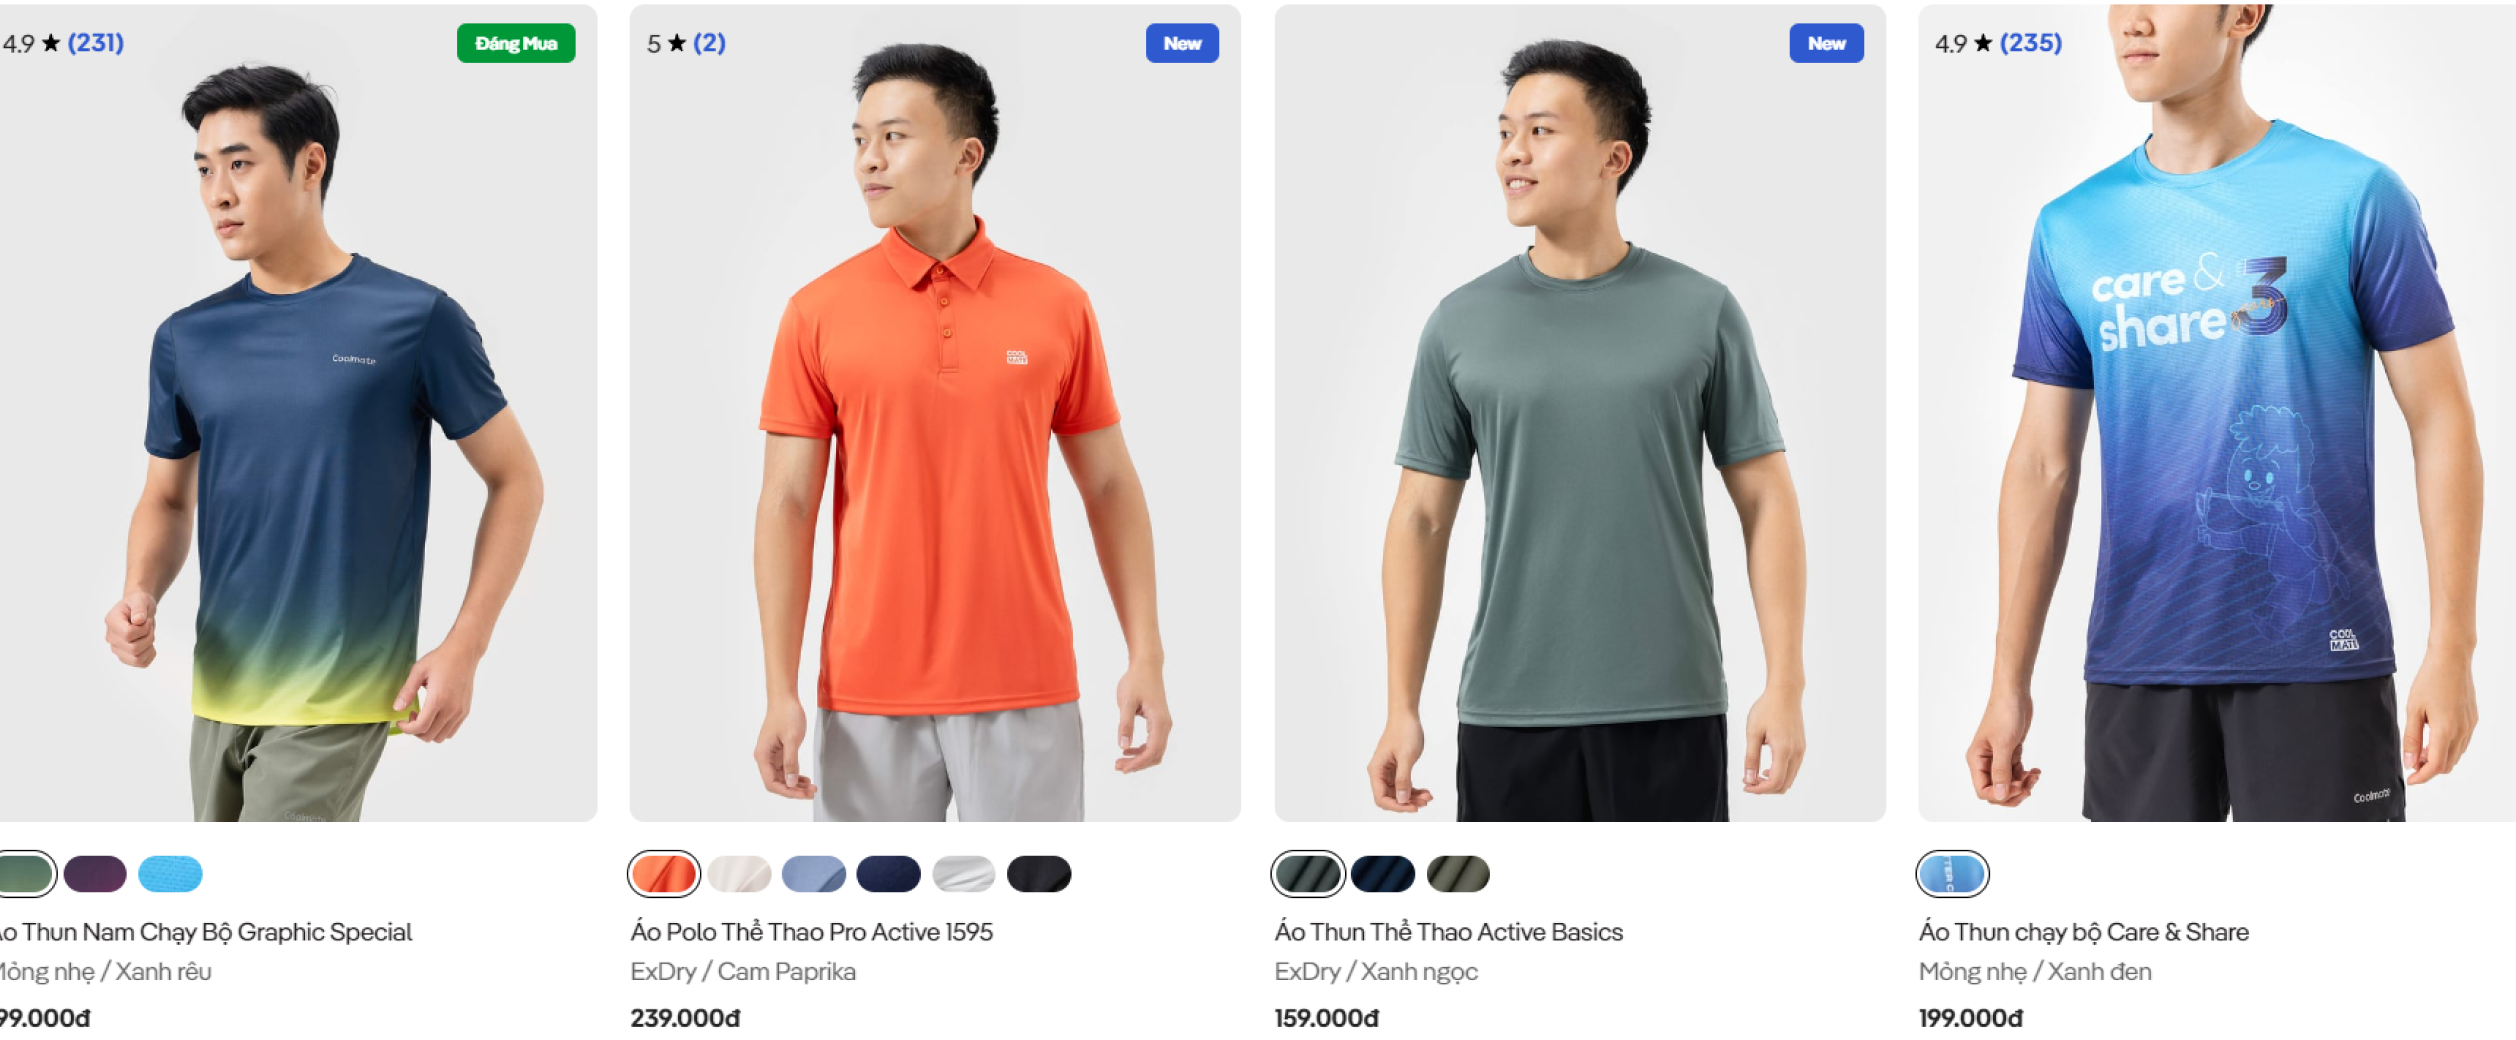 4.9 ★ (231)
Đáng Mua
Coolmate
Coolmate
o Thun Nam Chạy Bộ Graphic Special
Mỏng nhẹ / Xanh rêu
99.000đ
5 ★ (2)
New
COOL
MATE
Áo Polo Thể Thao Pro Active 1595
ExDry / Cam Paprika
239.000đ
New
Áo Thun Thể Thao Active Basics
ExDry / Xanh ngọc
159.000đ
4.9 ★ (235)
care &
share 3
COOL
MATE
Coolmate
Áo Thun chạy bộ Care & Share
Mỏng nhẹ / Xanh đen
199.000đ